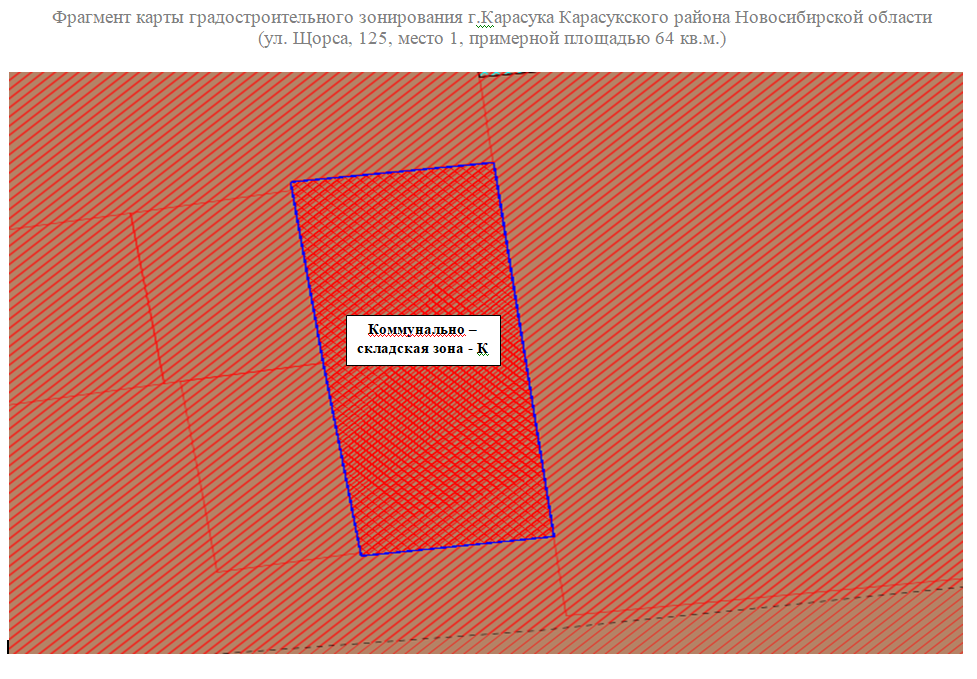 Фрагмент карты градостроительного зонирования г.Карасука Карасукского района Новосибирской области
(ул. Щорса, 125, место 1, примерной площадью 64 кв.м.)
Коммунально –
складская зона - К